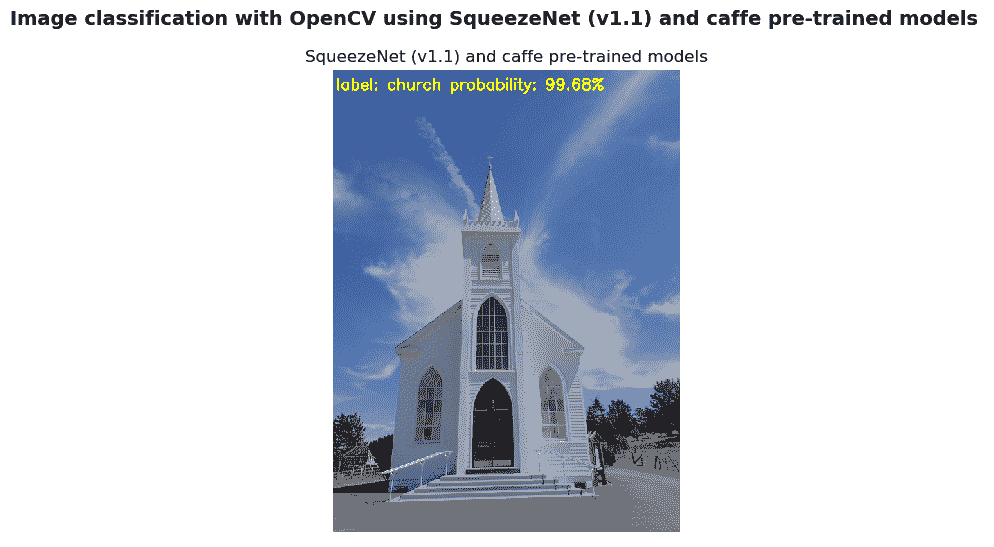 Image classification with OpenCV using SqueezeNet (v1.1) and caffe pre-trained models
SqueezeNet (v1.1) and caffe pre-trained models
label: church probability: 99.68%